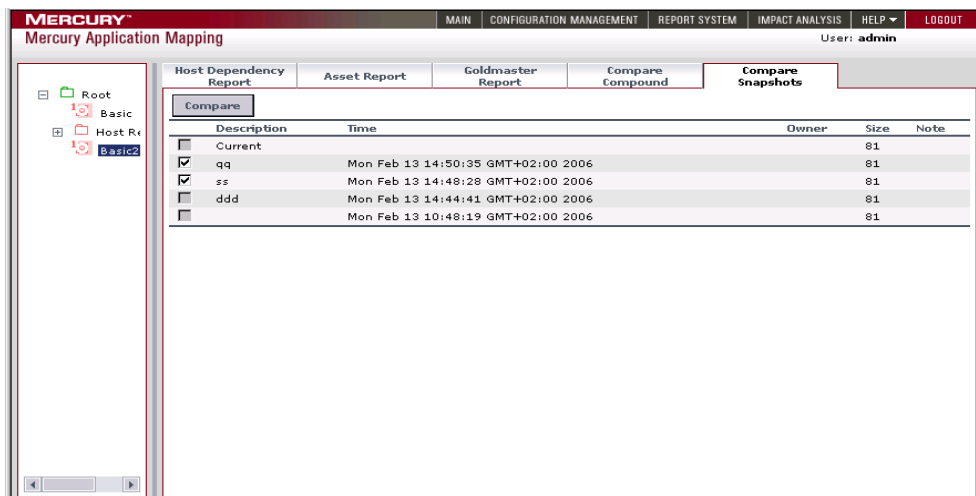 MERCURY™
MAIN CONFIGURATION MANAGEMENT REPORT SYSTEM IMPACT ANALYSIS HELP LOGOUT
Mercury Application Mapping
User: admin
Root
1 Basic
Host Re
1 Basic2
Host Dependency Report
Asset Report
Goldmaster Report
Compare Compound
Compare Snapshots
Compare
Description Time Owner Size Note
Current 81
qq Mon Feb 13 14:50:35 GMT+02:00 2006 81
ss Mon Feb 13 14:48:28 GMT+02:00 2006 81
ddd Mon Feb 13 14:44:41 GMT+02:00 2006 81
Mon Feb 13 10:48:19 GMT+02:00 2006 81